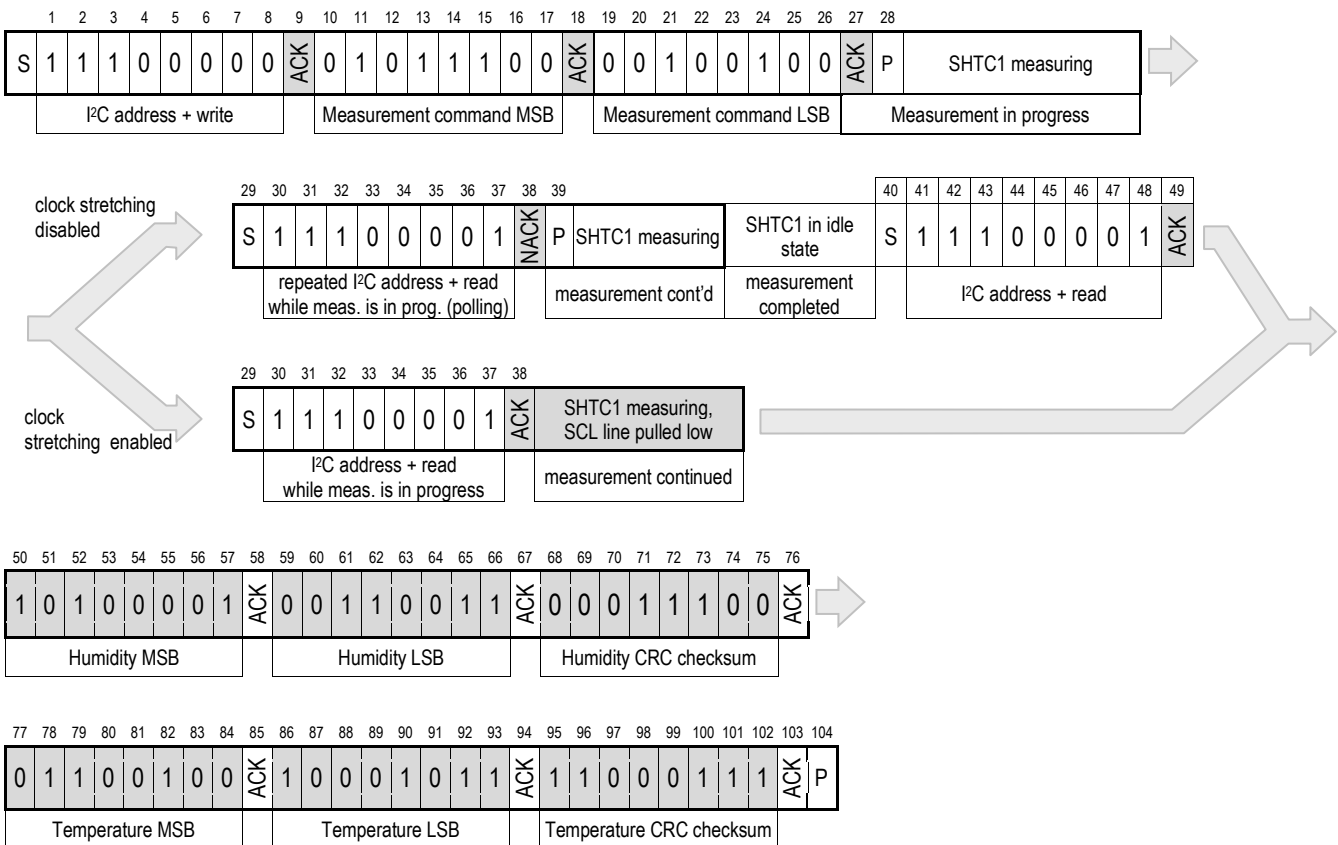 1 2 3 4 5 6 7 8 9 10 11 12 13 14 15 16 17 18 19 20 21 22 23 24 25 26 27 28
S 1 1 1 0 0 0 0 0 ACK 0 1 0 1 1 1 0 0 ACK 0 0 1 0 0 1 0 0 ACK P SHTC1 measuring
I²C address + write Measurement command MSB Measurement command LSB Measurement in progress
clock stretching
disabled
29 30 31 32 33 34 35 36 37 38 39 40 41 42 43 44 45 46 47 48 49
S 1 1 1 0 0 0 0 1 NACK P SHTC1 measuring SHTC1 in idle
state S 1 1 1 0 0 0 0 1 ACK
repeated I²C address + read
while meas. is in prog. (polling)
measurement cont'd
measurement
completed
I²C address + read
clock
stretching enabled
29 30 31 32 33 34 35 36 37 38
S 1 1 1 0 0 0 0 1 ACK SHTC1 measuring,
SCL line pulled low
I²C address + read
while meas. is in progress
measurement continued
50 51 52 53 54 55 56 57 58 59 60 61 62 63 64 65 66 67 68 69 70 71 72 73 74 75 76
1 0 1 0 0 0 0 1 ACK 0 0 1 1 0 0 1 1 ACK 0 0 0 1 1 1 0 0 ACK
Humidity MSB Humidity LSB Humidity CRC checksum
77 78 79 80 81 82 83 84 85 86 87 88 89 90 91 92 93 94 95 96 97 98 99 100 101 102 103 104
0 1 1 0 0 1 0 0 ACK 1 0 0 0 1 0 1 1 ACK 1 1 0 0 0 1 1 1 ACK P
Temperature MSB Temperature LSB Temperature CRC checksum